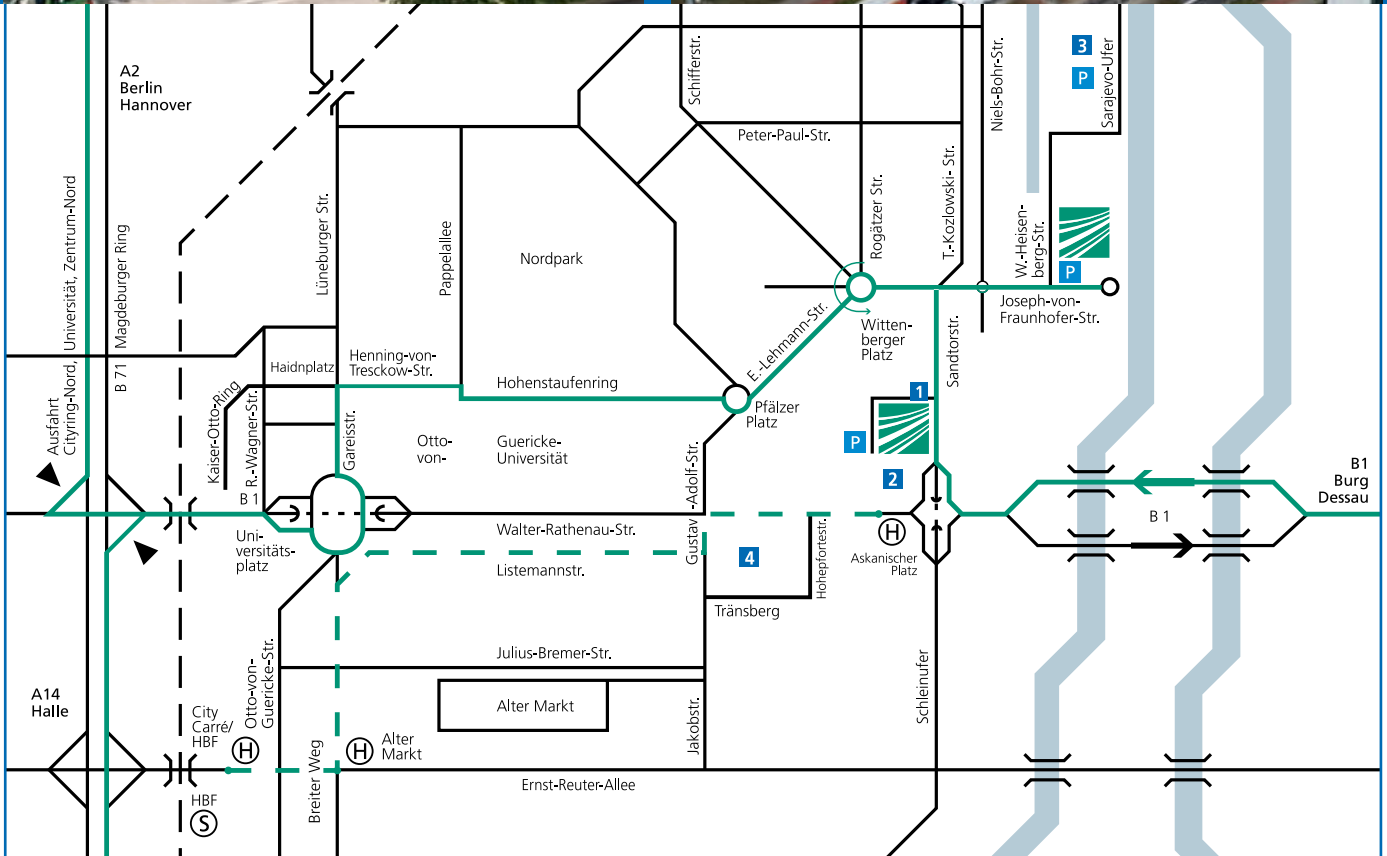 A2
Berlin
Hannover
Ausfahrt
Cityring-Nord, Universität, Zentrum-Nord
B 71 Magdeburger Ring
Lüneburger Str.
Pappelallee
Nordpark
Schifferstr.
Peter-Paul-Str.
Rogätzer Str.
T.-Kozlowski- Str.
Niels-Bohr-Str.
3
P
Sarajevo-Ufer
W.-Heisen-
berg-Str.
P
Joseph-von-
Fraunhofer-Str.
Witten-
berger
Platz
E.-Lehmann-Str.
Sandtorstr.
Haidnplatz
Henning-von-
Tresckow-Str.
Hohenstaufenring
Pfälzer
Platz
Kaiser-Otto-Ring
R.-Wagner-Str.
Gareisstr.
Otto-
von-
Guericke-
Universität
1
P
2
B 1
Uni-
versitäts-
platz
Walter-Rathenau-Str.
Listemannstr.
Gustav -Adolf-Str.
4
Hohepfortestr.
Tränsberg
H
Askanischer
Platz
B 1
B1
Burg
Dessau
Schleinufer
Julius-Bremer-Str.
Alter Markt
Jakobstr.
Otto-von-
Guericke-Str.
A14
Halle
City
Carré/
HBF
H
H
Alter
Markt
Breiter Weg
Ernst-Reuter-Allee
HBF
S